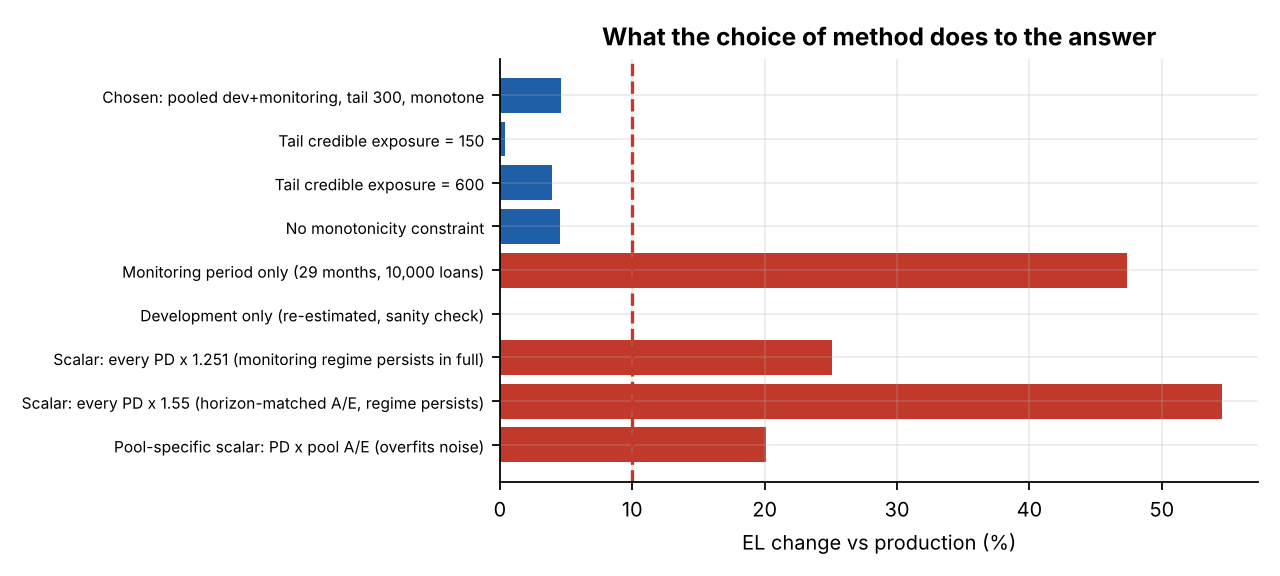 What the choice of method does to the answer
Chosen: pooled dev+monitoring, tail 300, monotone
Tail credible exposure = 150
Tail credible exposure = 600
No monotonicity constraint
Monitoring period only (29 months, 10,000 loans)
Development only (re-estimated, sanity check)
Scalar: every PD x 1.251 (monitoring regime persists in full)
Scalar: every PD x 1.55 (horizon-matched A/E, regime persists)
Pool-specific scalar: PD x pool A/E (overfits noise)
0 10 20 30 40 50
EL change vs production (%)